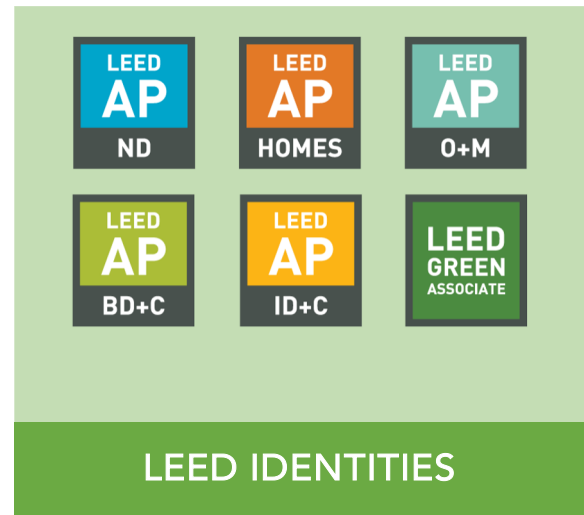 LEED
AP
ND
LEED
AP
HOMES
LEED
AP
O+M
LEED
AP
BD+C
LEED
AP
ID+C
LEED
GREEN
ASSOCIATE
LEED IDENTITIES